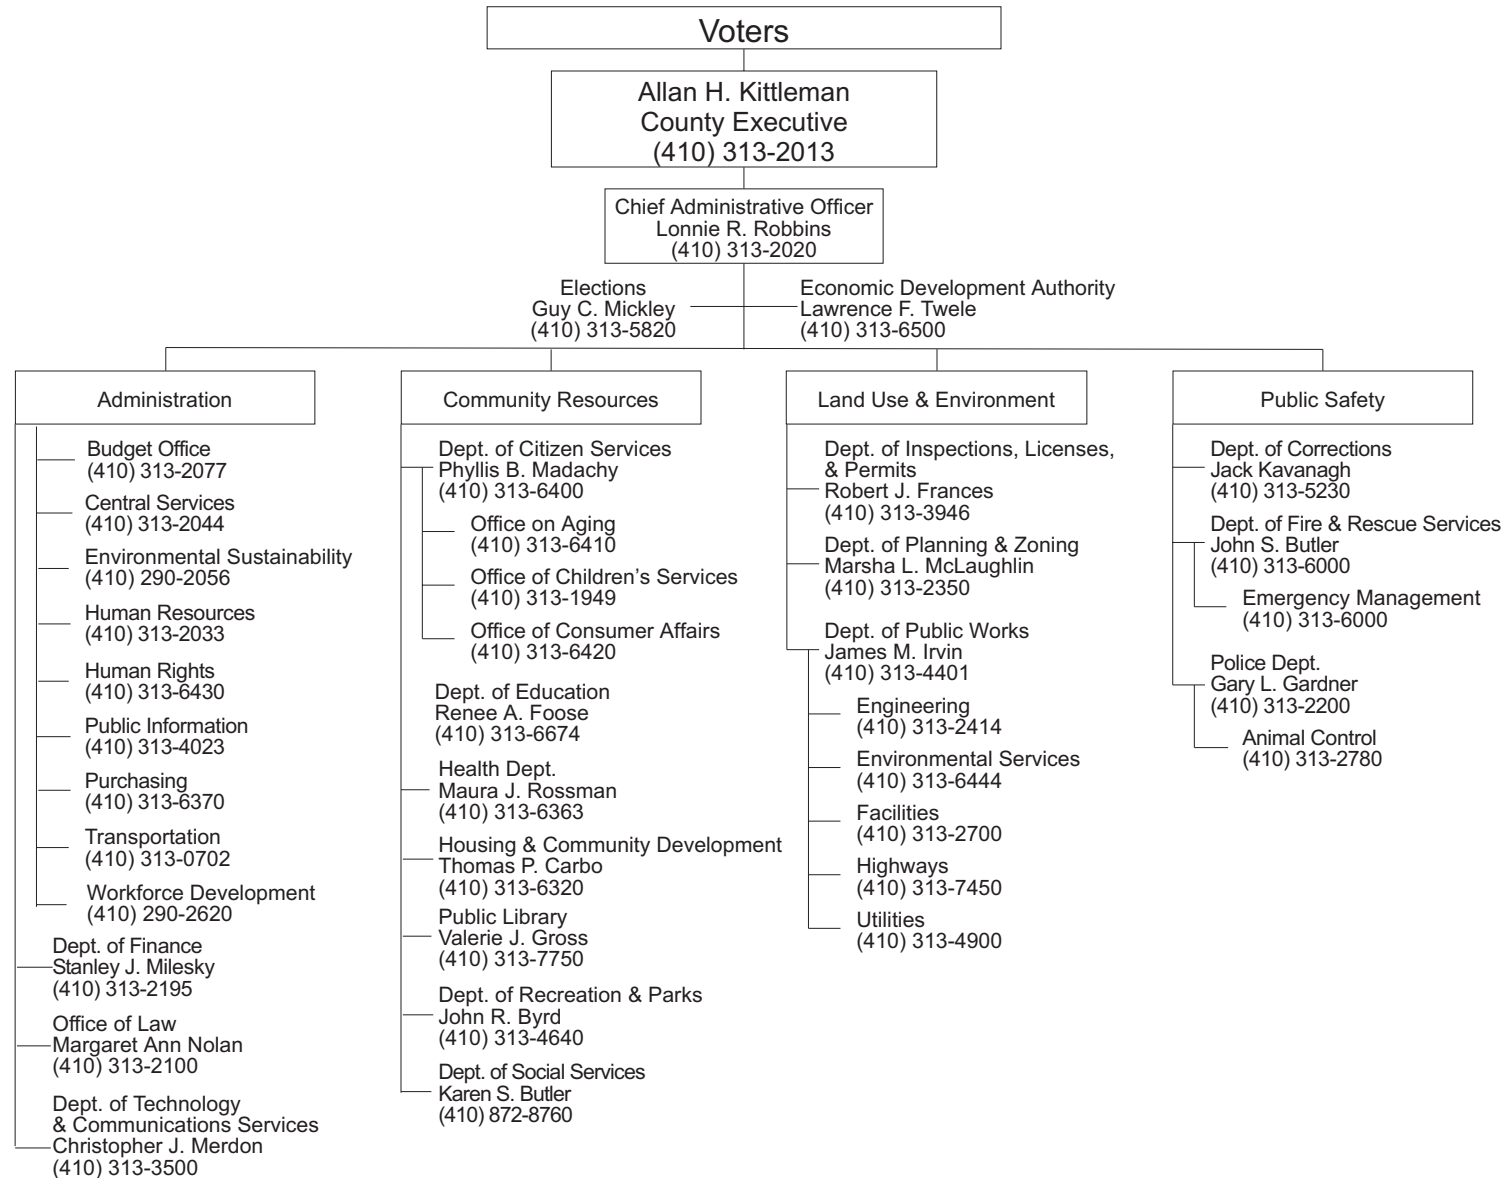 Voters
Allan H. Kittleman
County Executive
(410) 313-2013
Chief Administrative Officer
Lonnie R. Robbins
(410) 313-2020
Elections
Guy C. Mickley
(410) 313-5820
Economic Development Authority
Lawrence F. Twele
(410) 313-6500
Administration
Budget Office
(410) 313-2077
Central Services
(410) 313-2044
Environmental Sustainability
(410) 290-2056
Human Resources
(410) 313-2033
Human Rights
(410) 313-6430
Public Information
(410) 313-4023
Purchasing
(410) 313-6370
Transportation
(410) 313-0702
Workforce Development
(410) 290-2620
Dept. of Finance
Stanley J. Milesky
(410) 313-2195
Office of Law
Margaret Ann Nolan
(410) 313-2100
Dept. of Technology
& Communications Services
Christopher J. Merdon
(410) 313-3500
Community Resources
Dept. of Citizen Services
Phyllis B. Madachy
(410) 313-6400
Office on Aging
(410) 313-6410
Office of Children’s Services
(410) 313-1949
Office of Consumer Affairs
(410) 313-6420
Dept. of Education
Renee A. Foose
(410) 313-6674
Health Dept.
Maura J. Rossman
(410) 313-6363
Housing & Community Development
Thomas P. Carbo
(410) 313-6320
Public Library
Valerie J. Gross
(410) 313-7750
Dept. of Recreation & Parks
John R. Byrd
(410) 313-4640
Dept. of Social Services
Karen S. Butler
(410) 872-8760
Land Use & Environment
Dept. of Inspections, Licenses,
& Permits
Robert J. Frances
(410) 313-3946
Dept. of Planning & Zoning
Marsha L. McLaughlin
(410) 313-2350
Dept. of Public Works
James M. Irvin
(410) 313-4401
Engineering
(410) 313-2414
Environmental Services
(410) 313-6444
Facilities
(410) 313-2700
Highways
(410) 313-7450
Utilities
(410) 313-4900
Public Safety
Dept. of Corrections
Jack Kavanagh
(410) 313-5230
Dept. of Fire & Rescue Services
John S. Butler
(410) 313-6000
Emergency Management
(410) 313-6000
Police Dept.
Gary L. Gardner
(410) 313-2200
Animal Control
(410) 313-2780